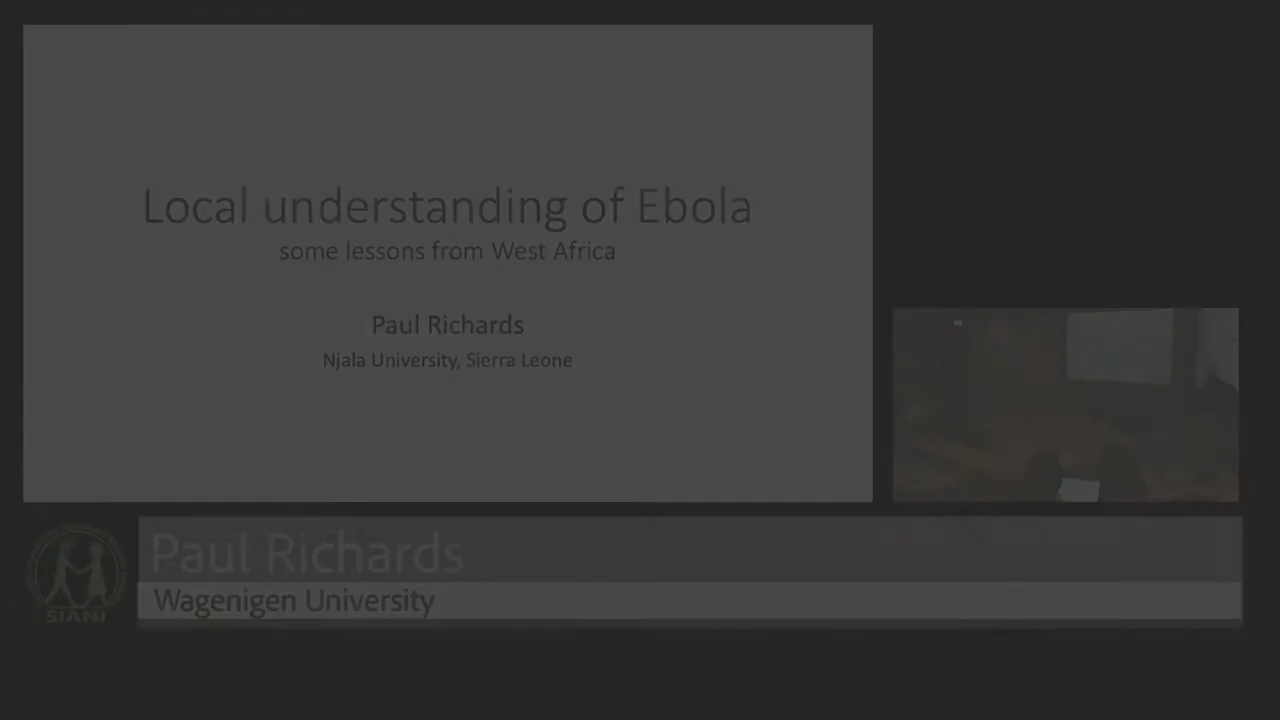 Local understanding of Ebola
some lessons from West Africa
Paul Richards
Njala University, Sierra Leone
Paul Richards
Wagenigen University
SIANI